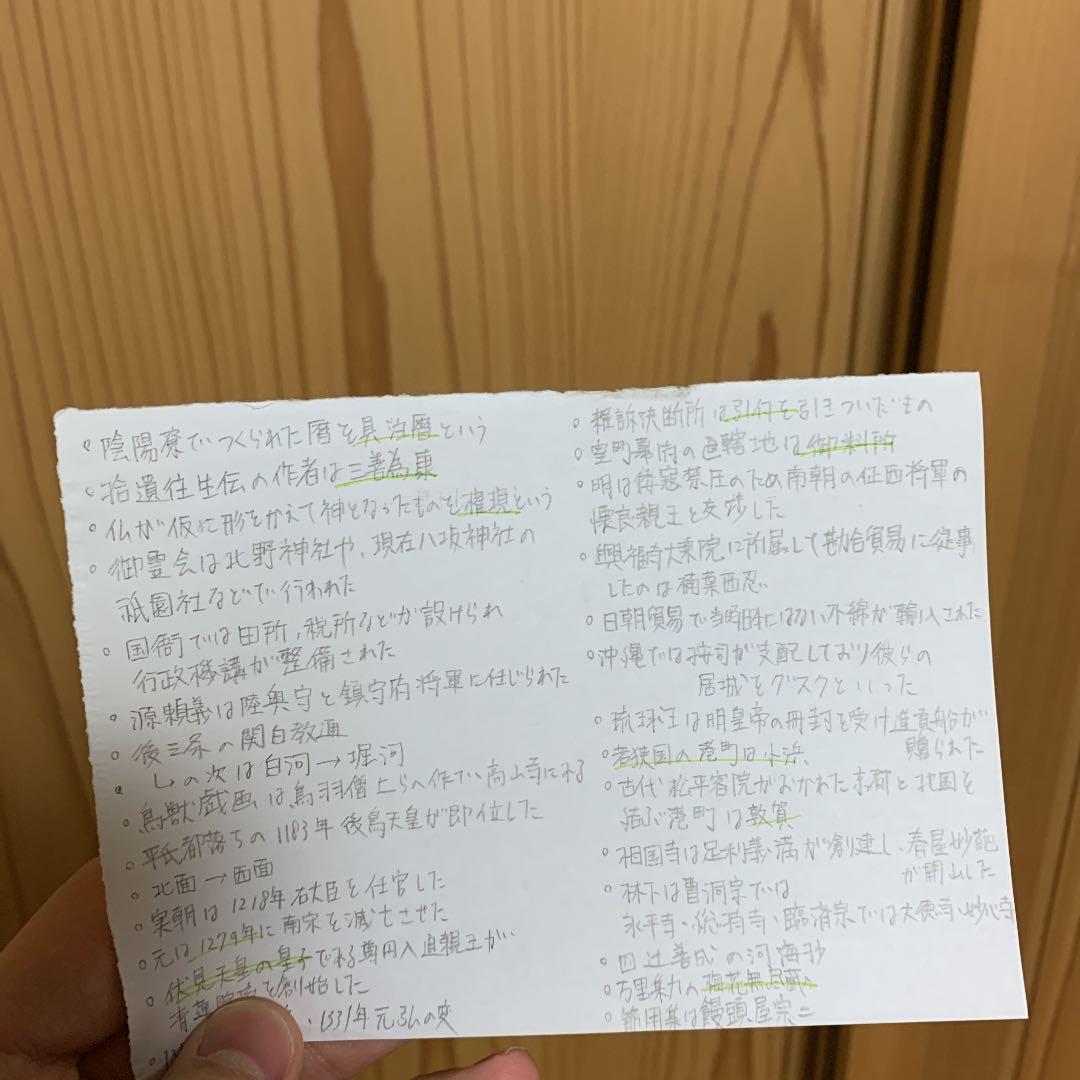 。陰陽寮でつくられた暦を具注暦という
。拾遺往生伝の作者は三善為康
。仏が仮に形をかえて神となったものを権現という
。御霊会は北野神社や、現在八坂神社の
祇園社などで行われた
。国衙では田所、税所などが設けられ
行政機講が整備された
。源頼義は陸奥守と鎮守府将軍に任じられた
。後三条の関白教通
。しの次は白河→堀河
。鳥獣戯画は鳥羽僧上らへ作で、高山寺にある
。平氏都落ちの1183年後鳥天皇が即位した
。北面→西面
。実朝は1218年右大臣を任官した
。元は1279年に南宋を滅亡させた
。伏見天皇の皇子である尊円入道親王が
青蓮院流を創始した
、1331年元弘の変
。雑訴決断所は引付を引きついだもの
。室町幕府の直轄地は御料所
。明は倭寇禁圧のため南朝の征西将軍の
懐良親王と交渉した
。興福寺大乗院に所属して勘合貿易に従事
したのは楠葉西忍
。日朝貿易で当時日本にはない木綿が輸入された
。沖縄では按司が支配しており彼らの
居城をグスクといった
。琉球王は明皇帝の冊封を受け進貢船が
贈られた
。若狭国の港町は小浜
。古代松平客院がおかれた京都と北国を
結ぶ港町は敦賀
。相国寺は足利義満が創建し、春屋妙葩
が開山した
。林下は曹洞宗では
永平寺・総持寺・臨済宗では大徳寺・妙心寺
。四辻善成の河海抄
。万里集九の梅花無尽蔵
。節用集は饅頭屋宗二